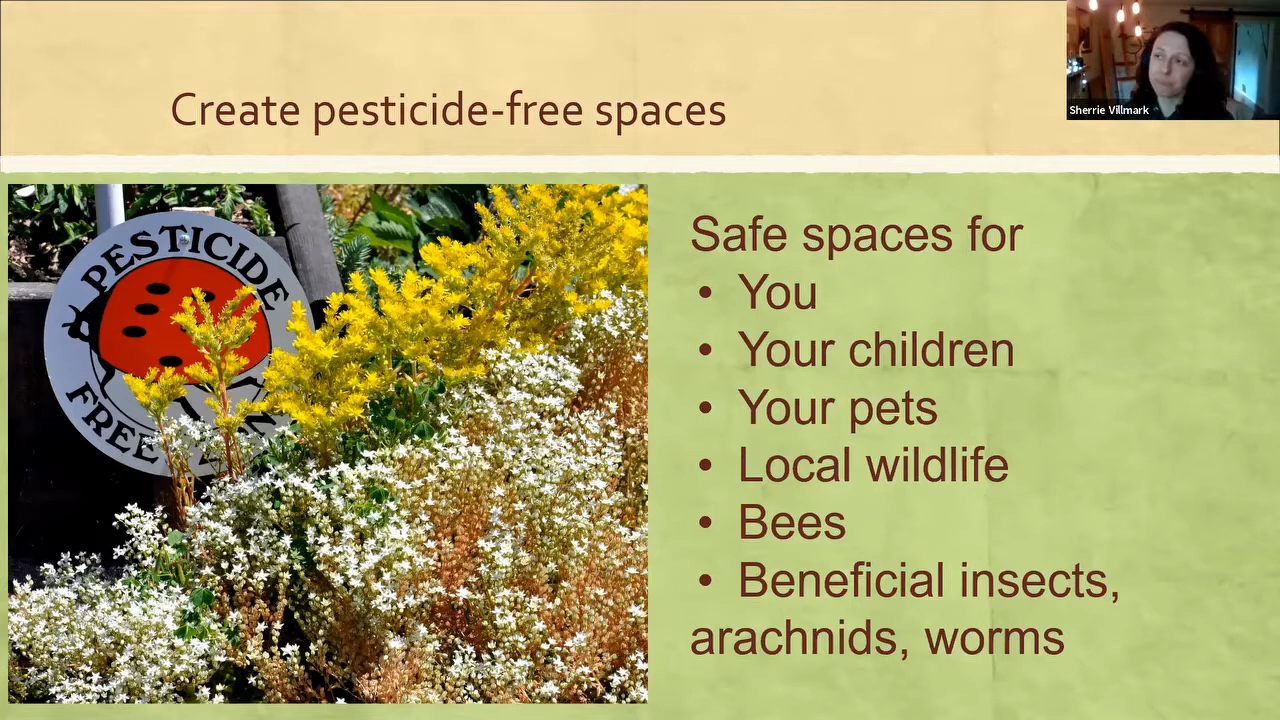 Create pesticide-free spaces
Sherrie Villmark
PESTICIDE
FREE
Safe spaces for
• You
• Your children
• Your pets
• Local wildlife
• Bees
• Beneficial insects,
arachnids, worms